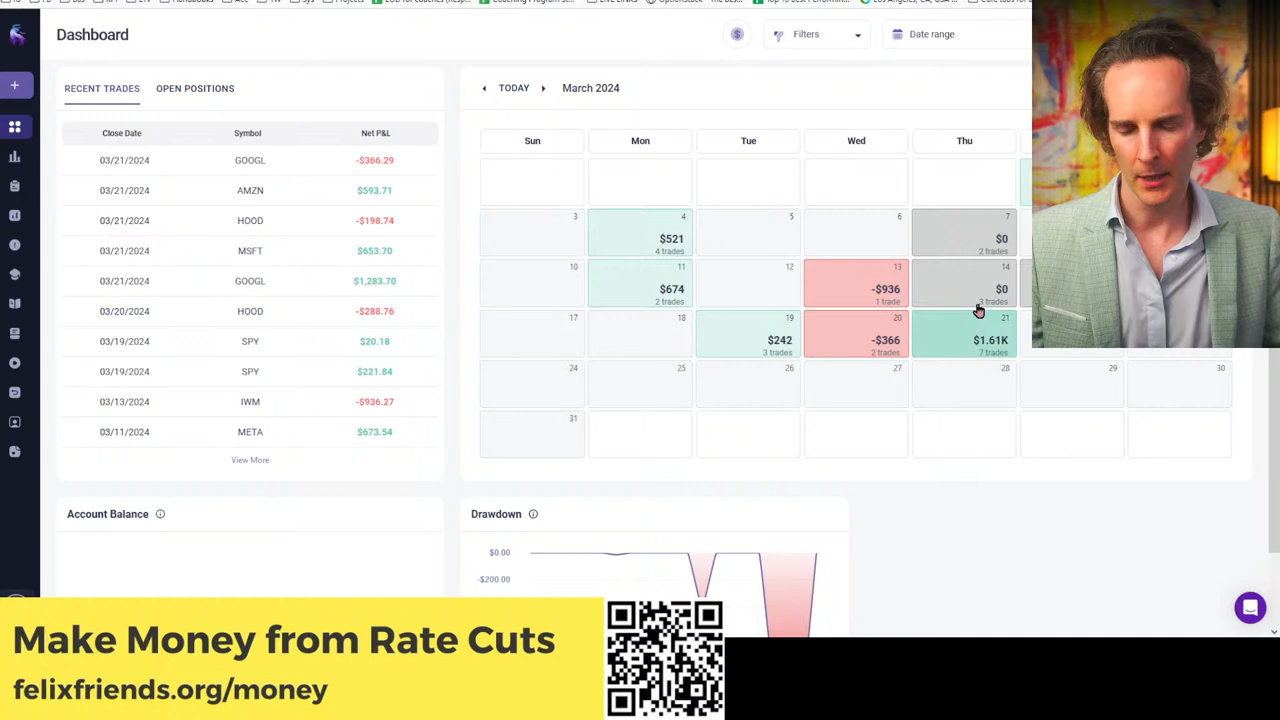 Dashboard
$
Filters
Date range
RECENT TRADES
OPEN POSITIONS
Close Date Symbol Net P&L
03/21/2024 GOOGL -$366.29
03/21/2024 AMZN $593.71
03/21/2024 HOOD -$198.74
03/21/2024 MSFT $653.70
03/21/2024 GOOGL $1,283.70
03/20/2024 HOOD -$288.76
03/19/2024 SPY $20.18
03/19/2024 SPY $221.84
03/13/2024 IWM -$936.27
03/11/2024 META $673.54
View More
TODAY
March 2024
Sun Mon Tue Wed Thu
3 4 5 6 7
$521 $0
4 trades 2 trades
10 11 12 13 14
$674 -$936 $0
2 trades 1 trade 3 trades
17 18 19 20 21
$242 -$366 $1.61K
3 trades 2 trades 7 trades
24 25 26 27 28 29 30
31
Account Balance
Drawdown
$0.00
-$200.00
Make Money from Rate Cuts
felixfriends.org/money